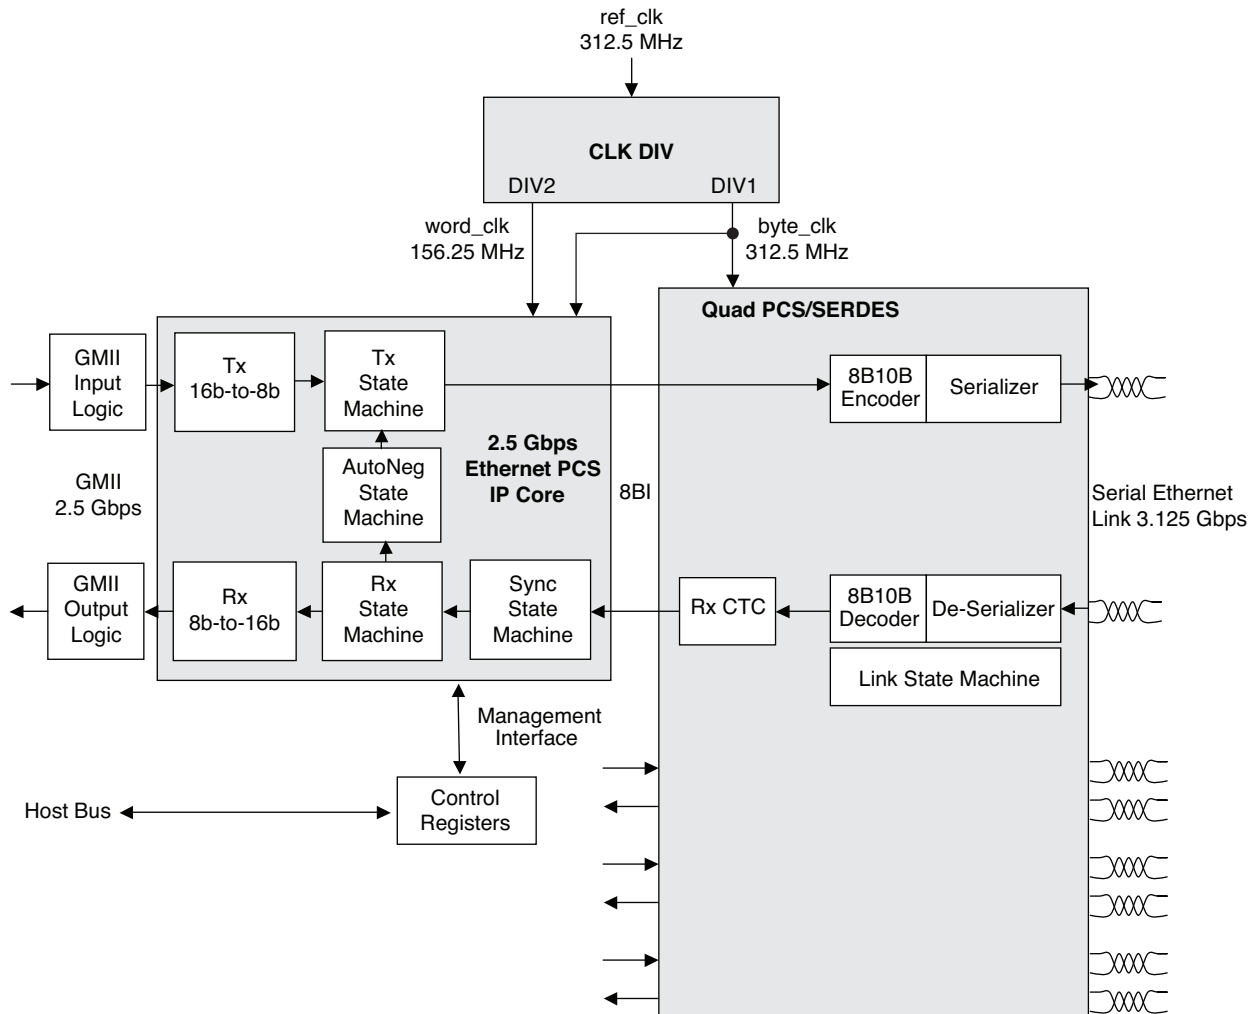 ref_clk
312.5 MHz
CLK DIV
DIV2
DIV1
word_clk
156.25 MHz
byte_clk
312.5 MHz
Quad PCS/SERDES
GMII
Input
Logic
Tx
16b-to-8b
Tx
State
Machine
8B10B
Encoder
Serializer
2.5 Gbps
Ethernet PCS
IP Core
GMII
2.5 Gbps
AutoNeg
State
Machine
8BI
Serial Ethernet
Link 3.125 Gbps
GMII
Output
Logic
Rx
8b-to-16b
Rx
State
Machine
Sync
State
Machine
Rx CTC
8B10B
Decoder
De-Serializer
Link State Machine
Management
Interface
Host Bus
Control
Registers